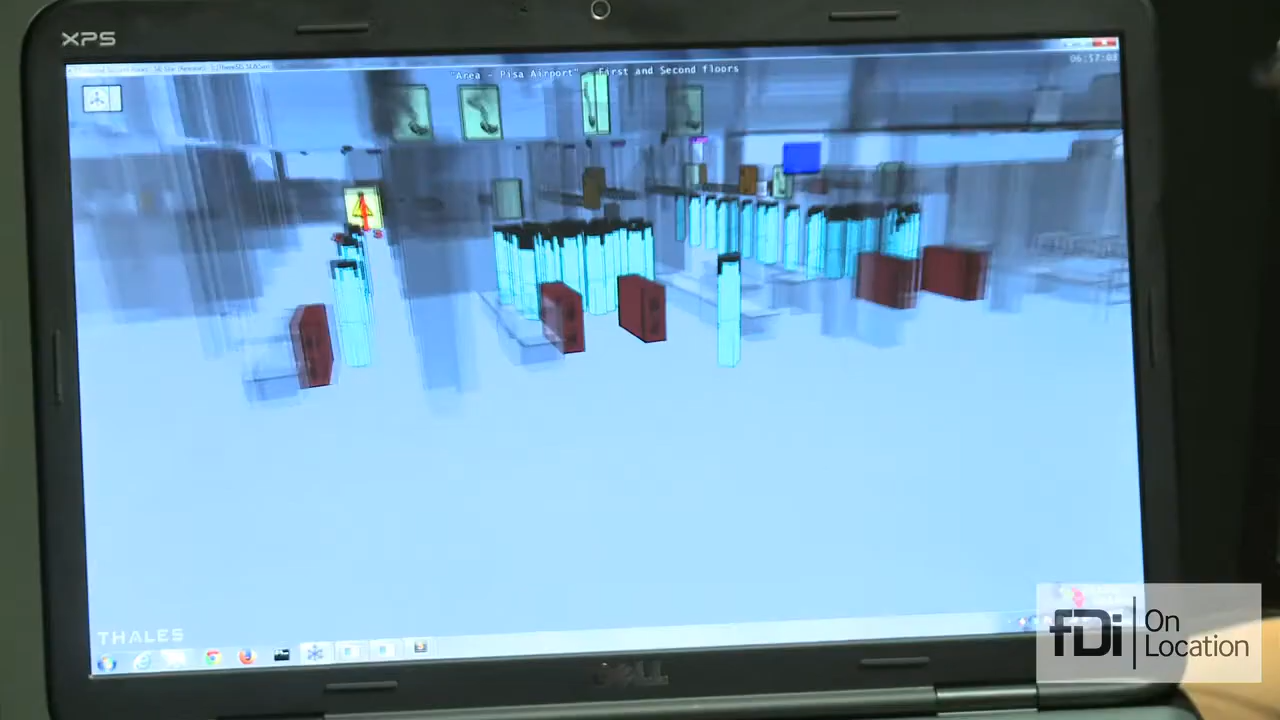 XPS
"Area - Pisa Airport" - First and Second floors
06:57:03
THALES
DELL
fDi On
Location